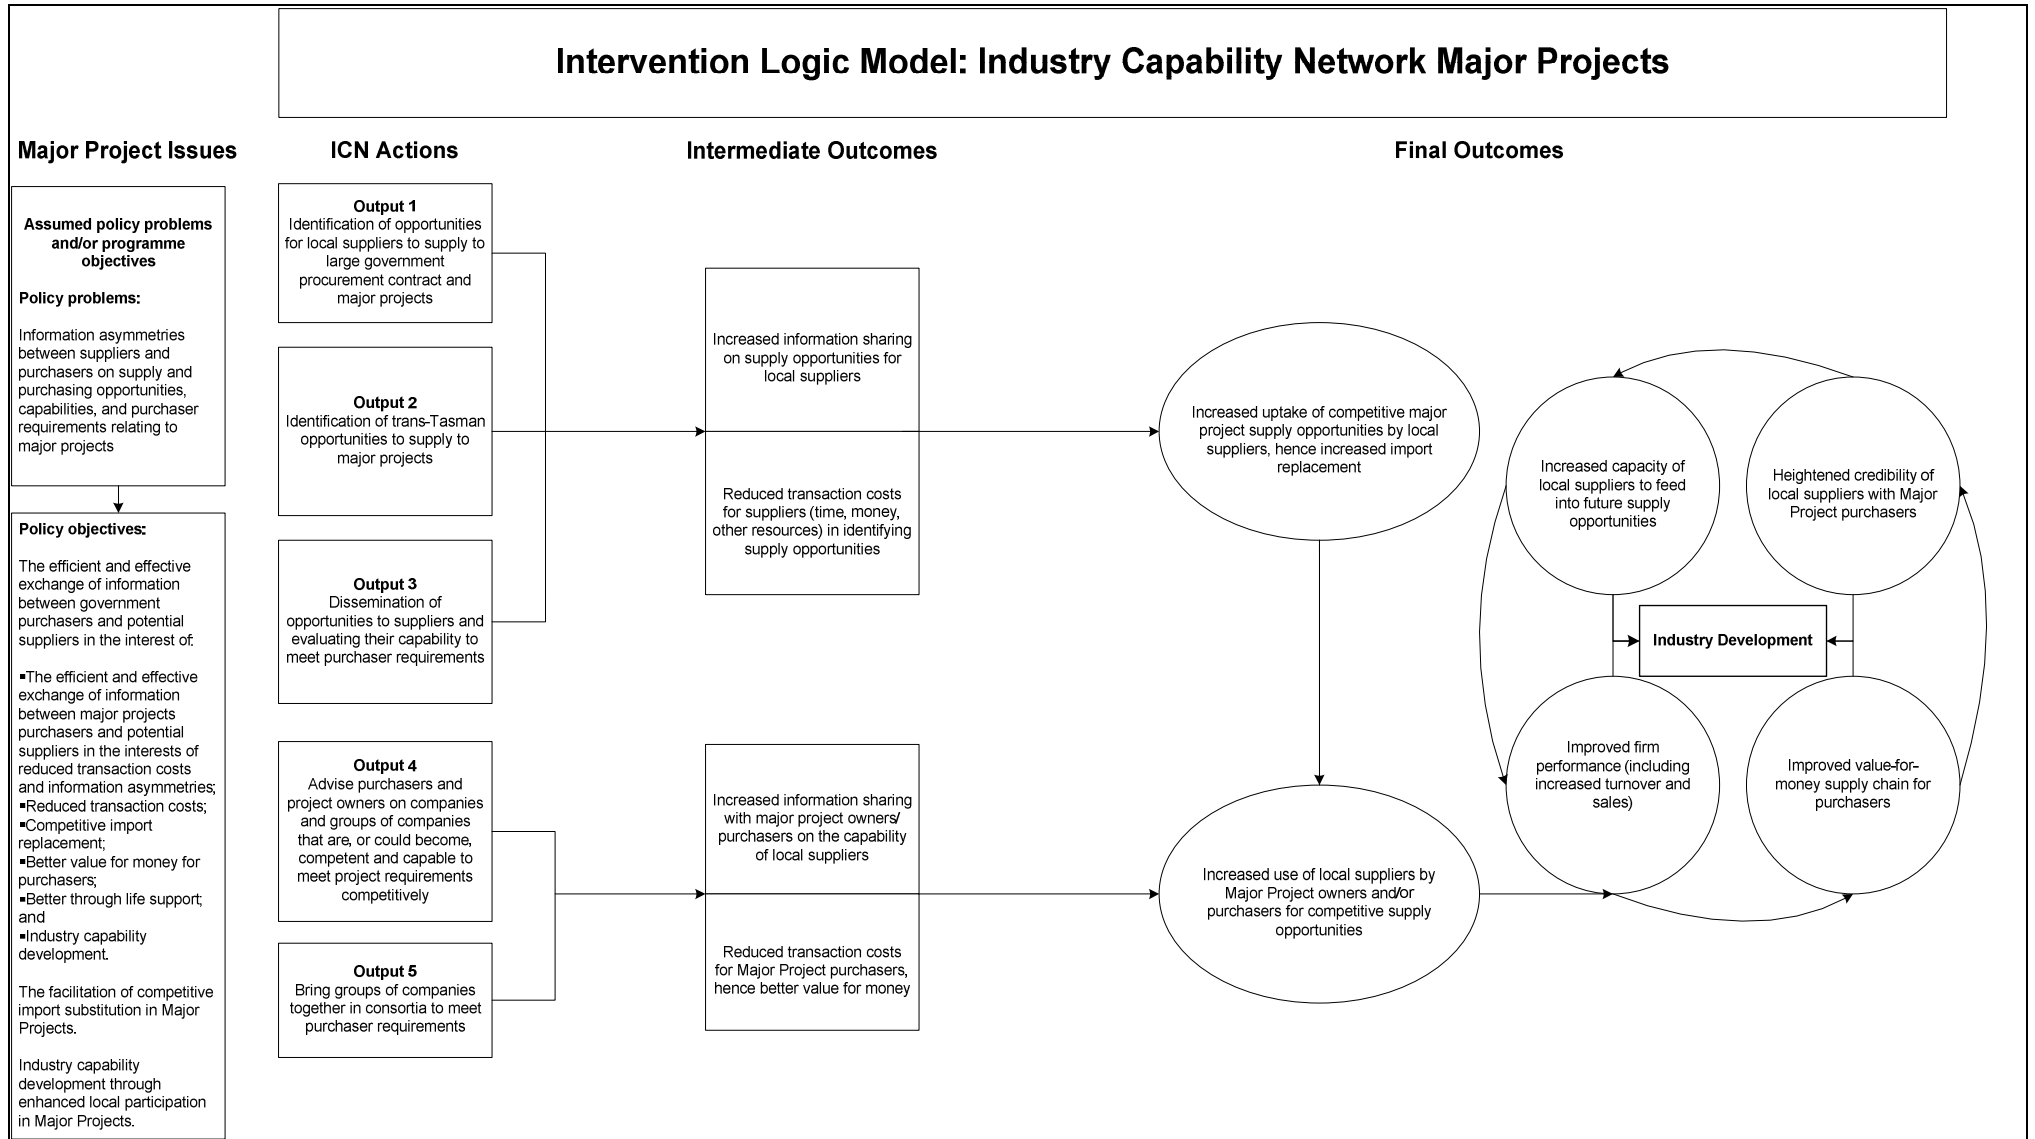 Intervention Logic Model: Industry Capability Network Major Projects
Major Project Issues
ICN Actions
Intermediate Outcomes
Final Outcomes
Assumed policy problems
and/or programme
objectives
Policy problems:
Information asymmetries
between suppliers and
purchasers on supply and
purchasing opportunities,
capabilities, and purchaser
requirements relating to
major projects
Policy objectives:
The efficient and effective
exchange of information
between government
purchasers and potential
suppliers in the interest of:
▪The efficient and effective
exchange of information
between major projects
purchasers and potential
suppliers in the interests of
reduced transaction costs
and information asymmetries;
▪Reduced transaction costs;
▪Competitive import
replacement;
▪Better value for money for
purchasers;
▪Better through life support;
and
▪Industry capability
development.
The facilitation of competitive
import substitution in Major
Projects.
Industry capability
development through
enhanced local participation
in Major Projects.
Output 1
Identification of opportunities
for local suppliers to supply to
large government
procurement contract and
major projects
Output 2
Identification of trans-Tasman
opportunities to supply to
major projects
Output 3
Dissemination of
opportunities to suppliers and
evaluating their capability to
meet purchaser requirements
Output 4
Advise purchasers and
project owners on companies
and groups of companies
that are, or could become,
competent and capable to
meet project requirements
competitively
Output 5
Bring groups of companies
together in consortia to meet
purchaser requirements
Increased information sharing
on supply opportunities for
local suppliers
Reduced transaction costs
for suppliers (time, money,
other resources) in identifying
supply opportunities
Increased information sharing
with major project owners/
purchasers on the capability
of local suppliers
Reduced transaction costs
for Major Project purchasers,
hence better value for money
Increased uptake of competitive major
project supply opportunities by local
suppliers, hence increased import
replacement
Increased use of local suppliers by
Major Project owners and/or
purchasers for competitive supply
opportunities
Increased capacity of
local suppliers to feed
into future supply
opportunities
Heightened credibility of
local suppliers with Major
Project purchasers
Industry Development
Improved firm
performance (including
increased turnover and
sales)
Improved value-for-
money supply chain for
purchasers